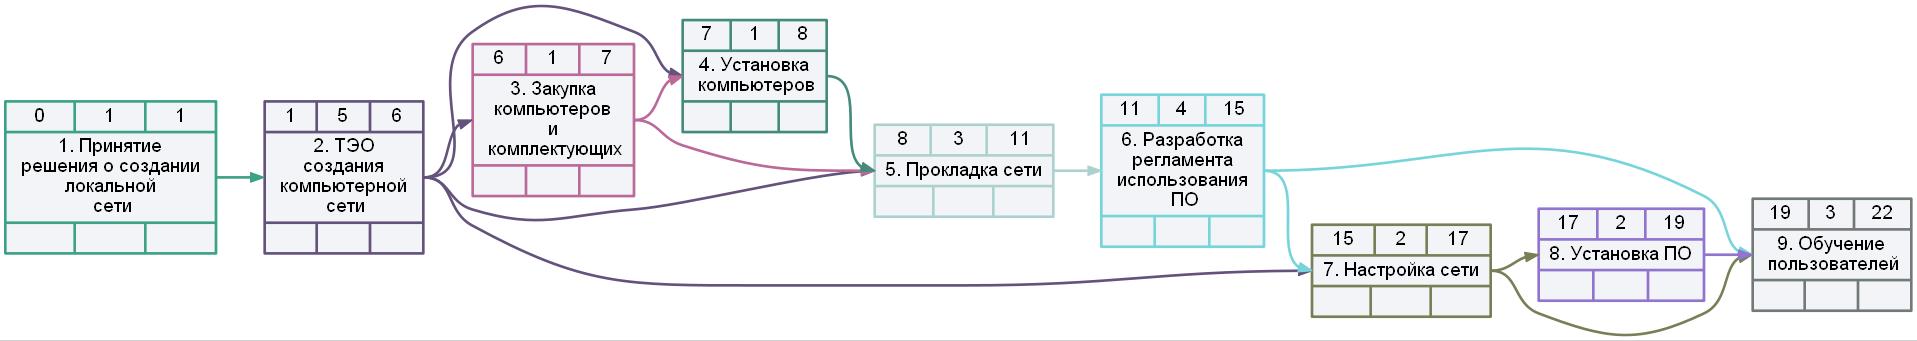 0 1 1
1. Принятие
решения о создании
локальной
сети
1 5 6
2. ТЭО
создания
компьютерной
сети
6 1 7
3. Закупка
компьютеров
и
комплектующих
7 1 8
4. Установка
компьютеров
8 3 11
5. Прокладка сети
11 4 15
6. Разработка
регламента
использования
ПО
15 2 17
7. Настройка сети
17 2 19
8. Установка ПО
19 3 22
9. Обучение
пользователей